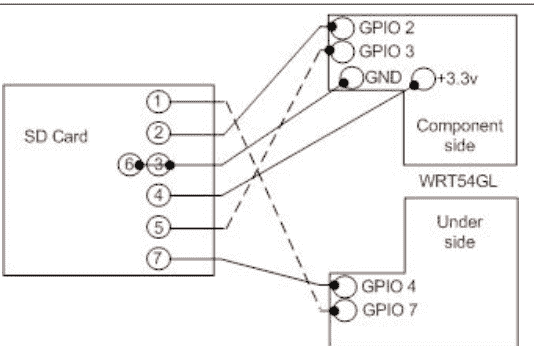 GPIO 2
GPIO 3
GND
+3.3v
Component
side
WRT54GL
SD Card
1
2
6 3
4
5
7
Under
side
GPIO 4
GPIO 7